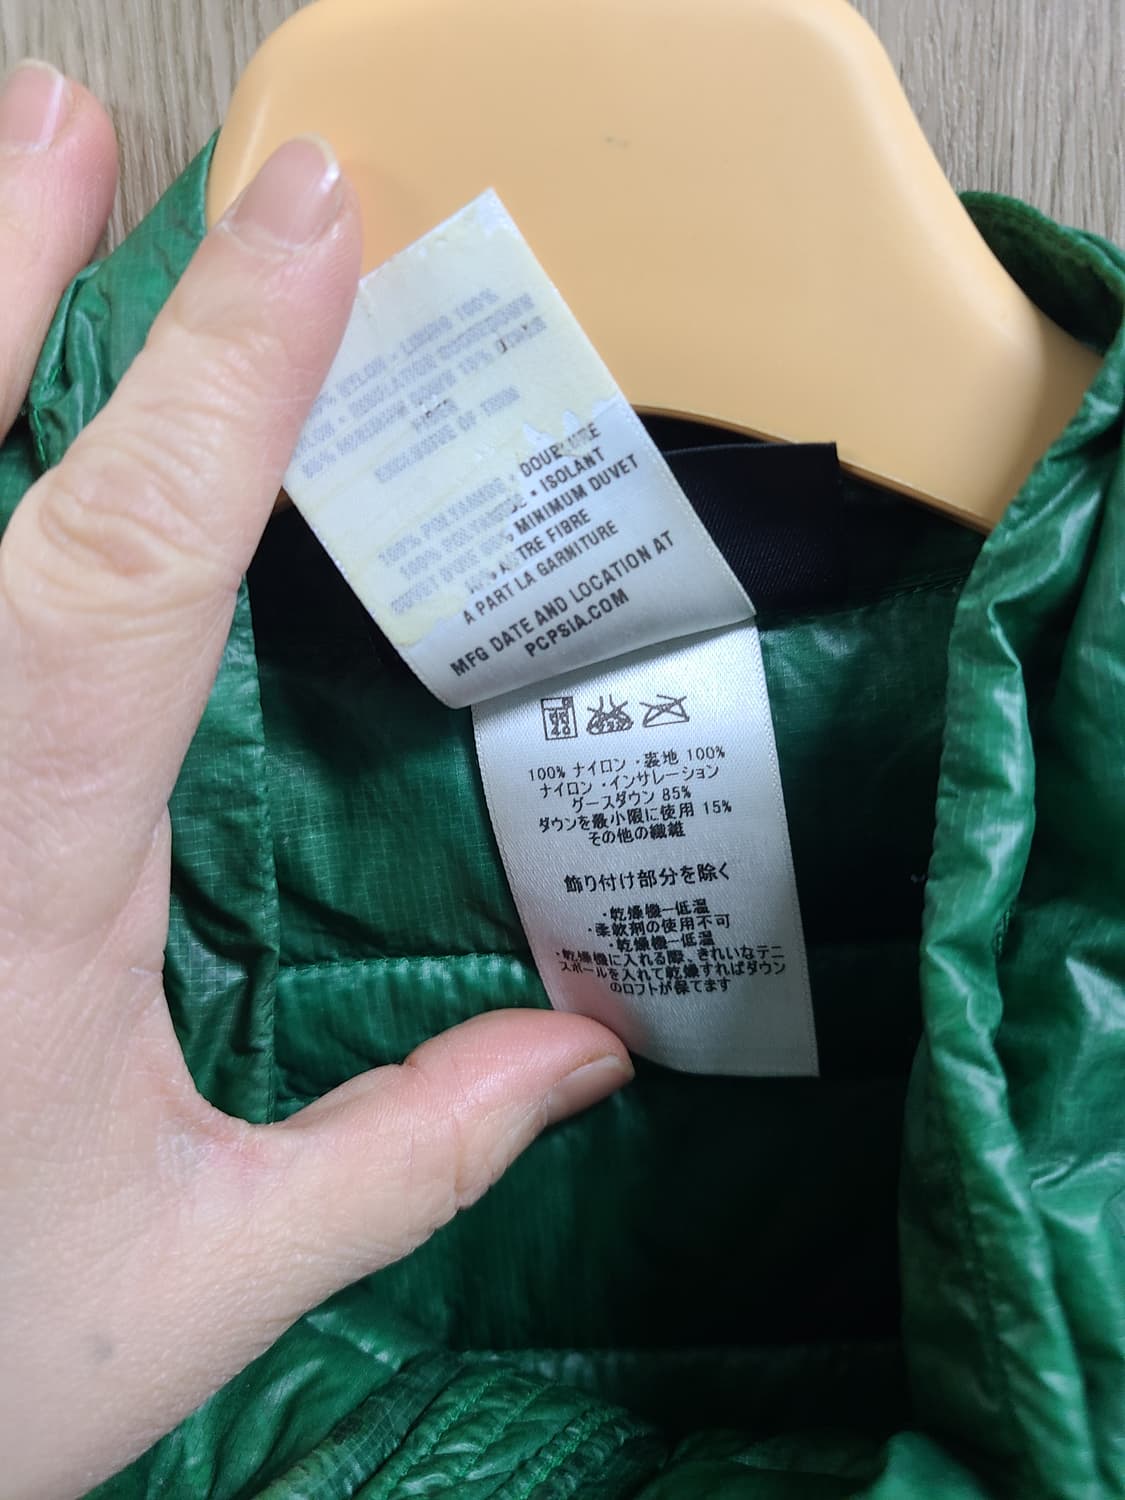 NYLON • LINING 100%
NYLON • INSULATION GOOSEDOWN
85% MINIMUM DOWN 15% OTHER
FIBER
EXCLUSIVE OF TRIM
100% POLYAMIDE • DOUBLURE
100% POLYAMIDE • ISOLANT
DUVET D'OIE 85% MINIMUM DUVET
15% AUTRE FIBRE
A PART LA GARNITURE
MFG DATE AND LOCATION AT
PCPSIA.COM
40
100% ナイロン・裏地 100%
ナイロン・インサレーション
グースダウン 85%
ダウンを最小限に使用 15%
その他の繊維
飾り付け部分を除く
・乾燥機ー低温
・柔軟剤の使用不可
・乾燥機ー低温
・乾燥機に入れる際、きれいなテニ
スボールを入れて乾燥すればダウン
のロフトが保てます